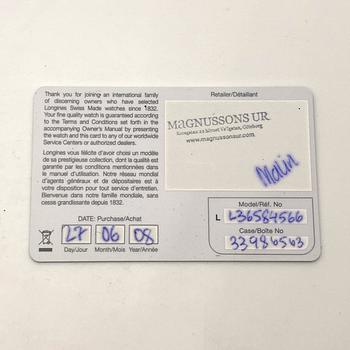 Thank you for joining an international family
of discerning owners who have selected
Longines Swiss Made watches since 1832.
Your fine quality watch is guaranteed according
to the Terms and Conditions set forth in the
accompanying Owner's Manual by presenting
the watch and this card to any of our worldwide
Service Centers or authorized dealers.
Longines vous félicite d'avoir choisi un modèle
de sa prestigieuse collection, dont la qualité est
garantie par les conditions mentionnées dans
le manuel d'utilisation. Notre réseau mondial
d'agents généraux et de dépositaires est à
votre disposition pour tout service d'entretien.
Bienvenue dans notre famille mondiale, sans
cesse grandissante depuis 1832.
DATE: Purchase/Achat
27 06 08
Day/Jour Month/Mois Year/Année
Retailer/Détaillant
MAGNUSSONS UR
Göteborg
www.magnussonsur.com
Malin
Model/Réf. No
L L36584566
Case/Boîte No
33986563